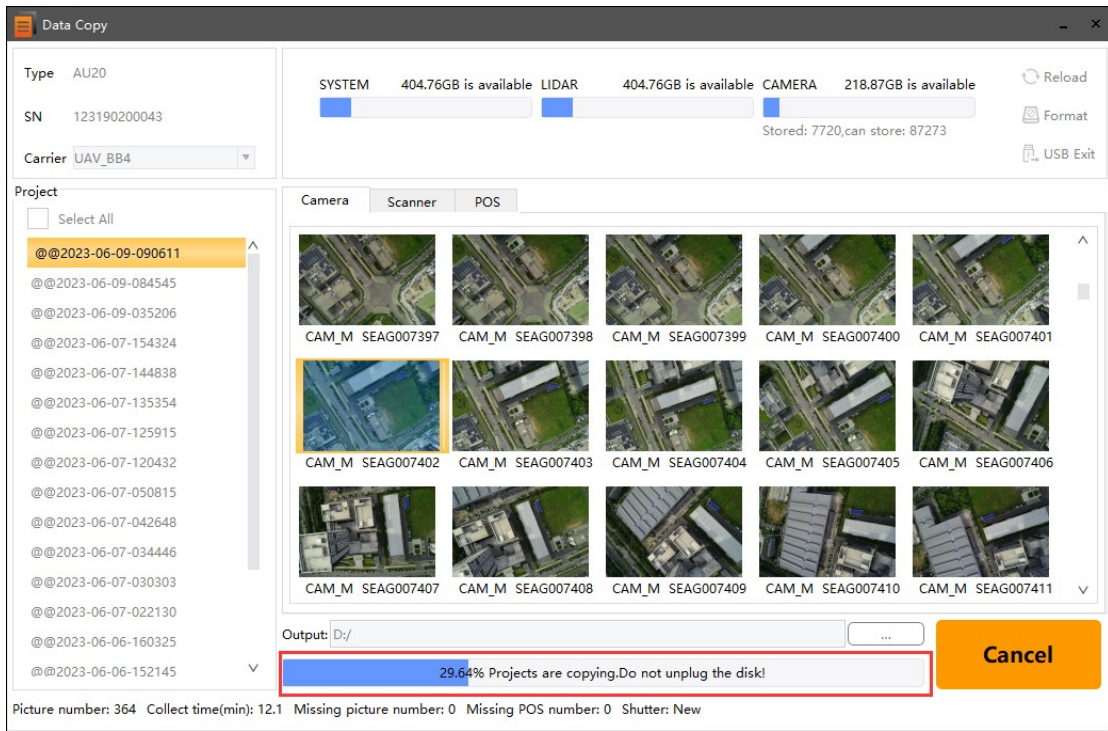 Data Copy
Type AU20
SN 123190200043
Carrier UAV_BB4
SYSTEM 404.76GB is available LIDAR 404.76GB is available CAMERA 218.87GB is available
Stored: 7720,can store: 87273
Reload
Format
USB Exit
Project
Select All
@@2023-06-09-090611
@@2023-06-09-084545
@@2023-06-09-035206
@@2023-06-07-154324
@@2023-06-07-144838
@@2023-06-07-135354
@@2023-06-07-125915
@@2023-06-07-120432
@@2023-06-07-050815
@@2023-06-07-042648
@@2023-06-07-034446
@@2023-06-07-030303
@@2023-06-07-022130
@@2023-06-06-160325
@@2023-06-06-152145
Camera Scanner POS
CAM_M SEAG007397 CAM_M SEAG007398 CAM_M SEAG007399 CAM_M SEAG007400 CAM_M SEAG007401
CAM_M SEAG007402 CAM_M SEAG007403 CAM_M SEAG007404 CAM_M SEAG007405 CAM_M SEAG007406
CAM_M SEAG007407 CAM_M SEAG007408 CAM_M SEAG007409 CAM_M SEAG007410 CAM_M SEAG007411
Output: D:/ ...
29.64% Projects are copying.Do not unplug the disk!
Cancel
Picture number: 364 Collect time(min): 12.1 Missing picture number: 0 Missing POS number: 0 Shutter: New